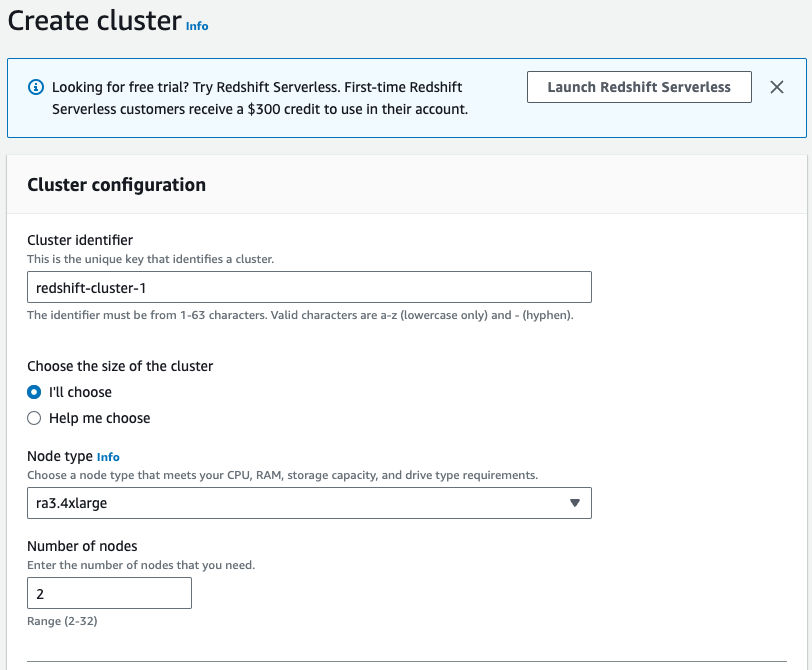 Create cluster Info
Looking for free trial? Try Redshift Serverless. First-time Redshift
Serverless customers receive a $300 credit to use in their account.
Launch Redshift Serverless
Cluster configuration
Cluster identifier
This is the unique key that identifies a cluster.
redshift-cluster-1
The identifier must be from 1-63 characters. Valid characters are a-z (lowercase only) and - (hyphen).
Choose the size of the cluster
I'll choose
Help me choose
Node type Info
Choose a node type that meets your CPU, RAM, storage capacity, and drive type requirements.
ra3.4xlarge
Number of nodes
Enter the number of nodes that you need.
2
Range (2-32)